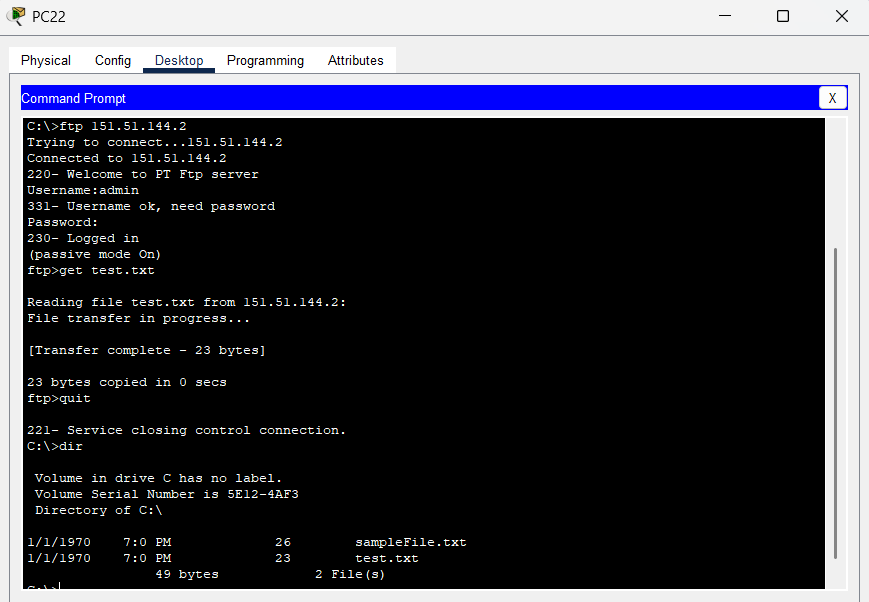 PC22
Physical Config Desktop Programming Attributes
Command Prompt
X
C:\>ftp 151.51.144.2
Trying to connect...151.51.144.2
Connected to 151.51.144.2
220- Welcome to PT Ftp server
Username:admin
331- Username ok, need password
Password:
230- Logged in
(passive mode On)
ftp>get test.txt
Reading file test.txt from 151.51.144.2:
File transfer in progress...
[Transfer complete - 23 bytes]
23 bytes copied in 0 secs
ftp>quit
221- Service closing control connection.
C:\>dir
Volume in drive C has no label.
Volume Serial Number is 5E12-4AF3
Directory of C:\
1/1/1970 7:0 PM 26 sampleFile.txt
1/1/1970 7:0 PM 23 test.txt
49 bytes 2 File(s)
C:\>